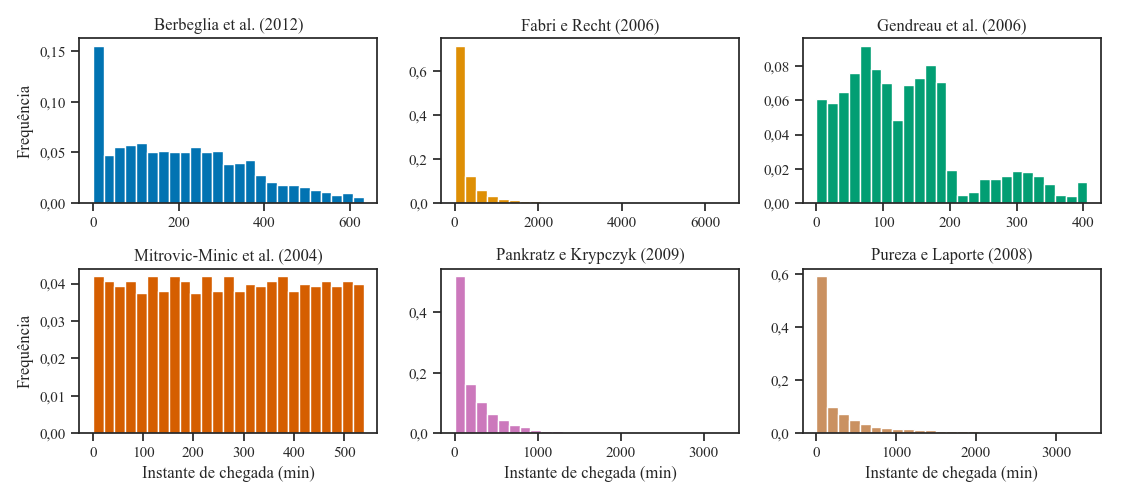 Berbeglia et al. (2012)
Fabri e Recht (2006)
Gendreau et al. (2006)
Frequência
0,15
0,10
0,05
0,00
0 200 400 600
0,6
0,4
0,2
0,0
0 2000 4000 6000
0,08
0,06
0,04
0,02
0,00
0 100 200 300 400
Mitrovic-Minic et al. (2004)
Pankratz e Krypczyk (2009)
Pureza e Laporte (2008)
Frequência
0,04
0,03
0,02
0,01
0,00
0 100 200 300 400 500
Instante de chegada (min)
0,4
0,2
0,0
0 1000 2000 3000
Instante de chegada (min)
0,6
0,4
0,2
0,0
0 1000 2000 3000
Instante de chegada (min)